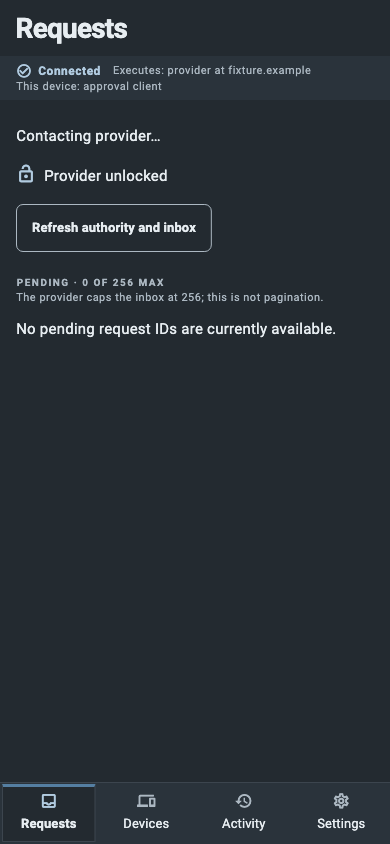 Requests
Connected Executes: provider at fixture.example
This device: approval client
Contacting provider…
Provider unlocked
Refresh authority and inbox
PENDING · 0 OF 256 MAX
The provider caps the inbox at 256; this is not pagination.
No pending request IDs are currently available.
Requests Devices Activity Settings